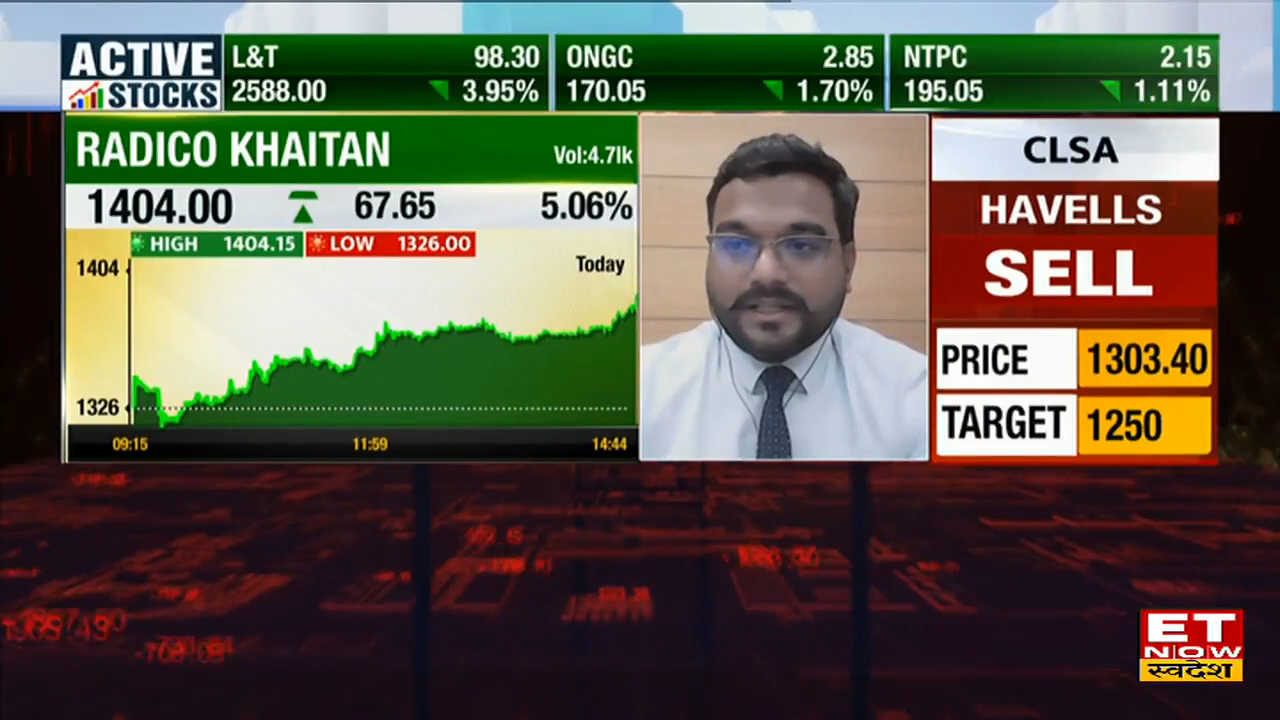 ACTIVE
STOCKS
L&T 98.30
2588.00 3.95%
ONGC 2.85
170.05 1.70%
NTPC 2.15
195.05 1.11%
RADICO KHAITAN Vol:4.7lk
1404.00 67.65 5.06%
HIGH 1404.15 LOW 1326.00
Today
1404
1326
09:15 11:59 14:44
CLSA
HAVELLS
SELL
PRICE 1303.40
TARGET 1250
ET
NOW
स्वदेश